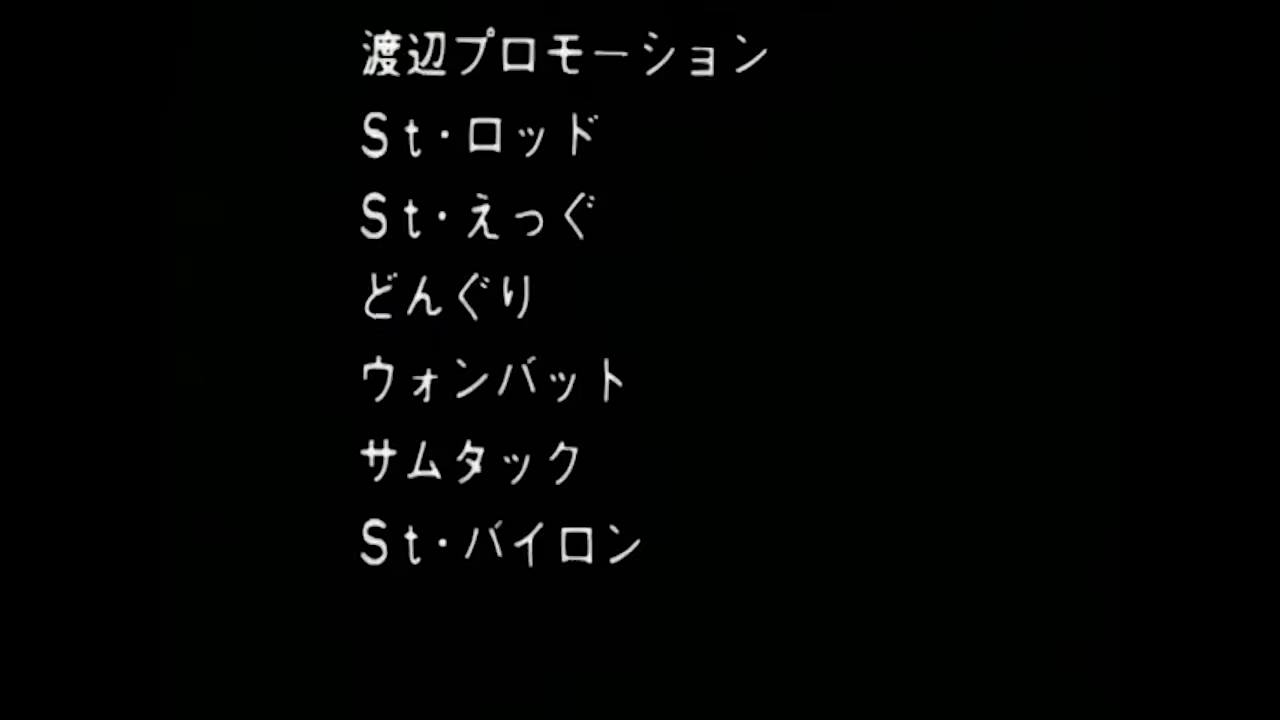 渡辺プロモーション
St・ロッド
St・えっぐ
どんぐり
ウォンバット
サムタック
St・バイロン